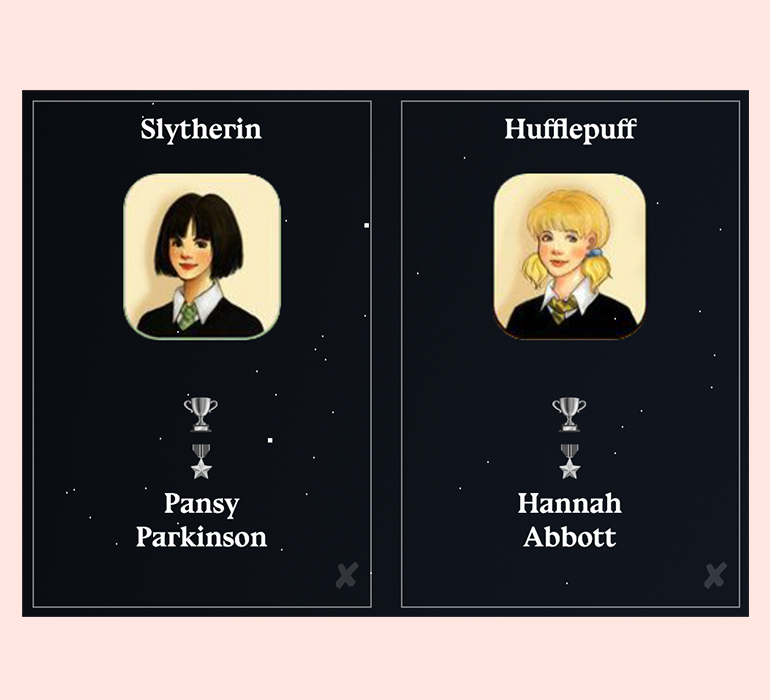 Slytherin
Pansy
Parkinson
Hufflepuff
Hannah
Abbott